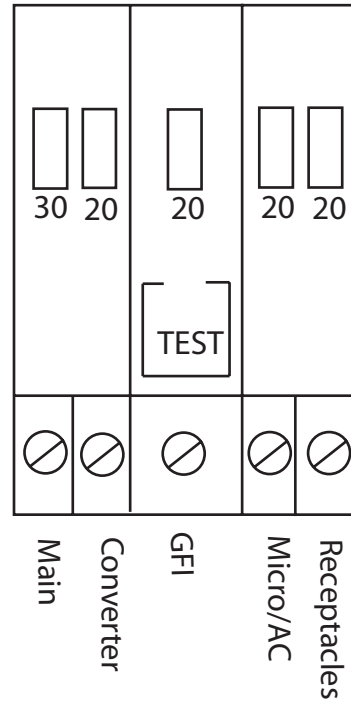 30 20 20 20 20
TEST
Main
Converter
GFI
Micro/AC
Receptacles